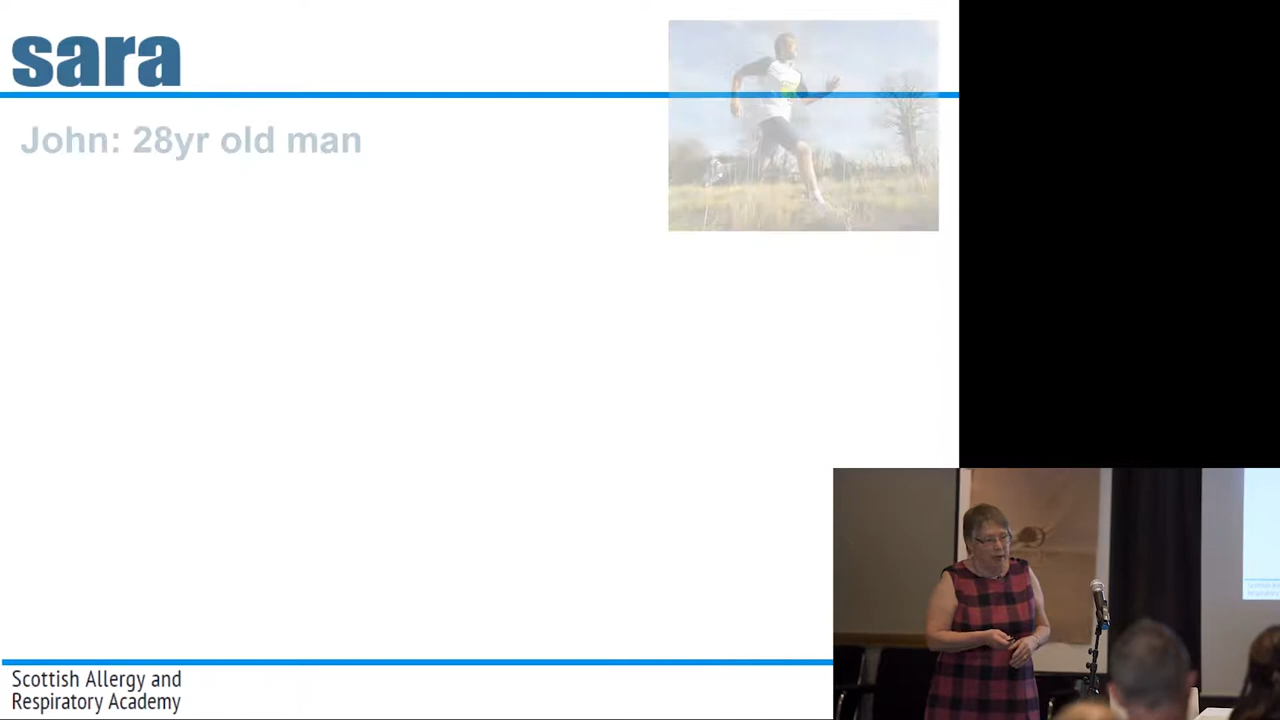 sara
John: 28yr old man
Scottish Allergy and
Respiratory Academy